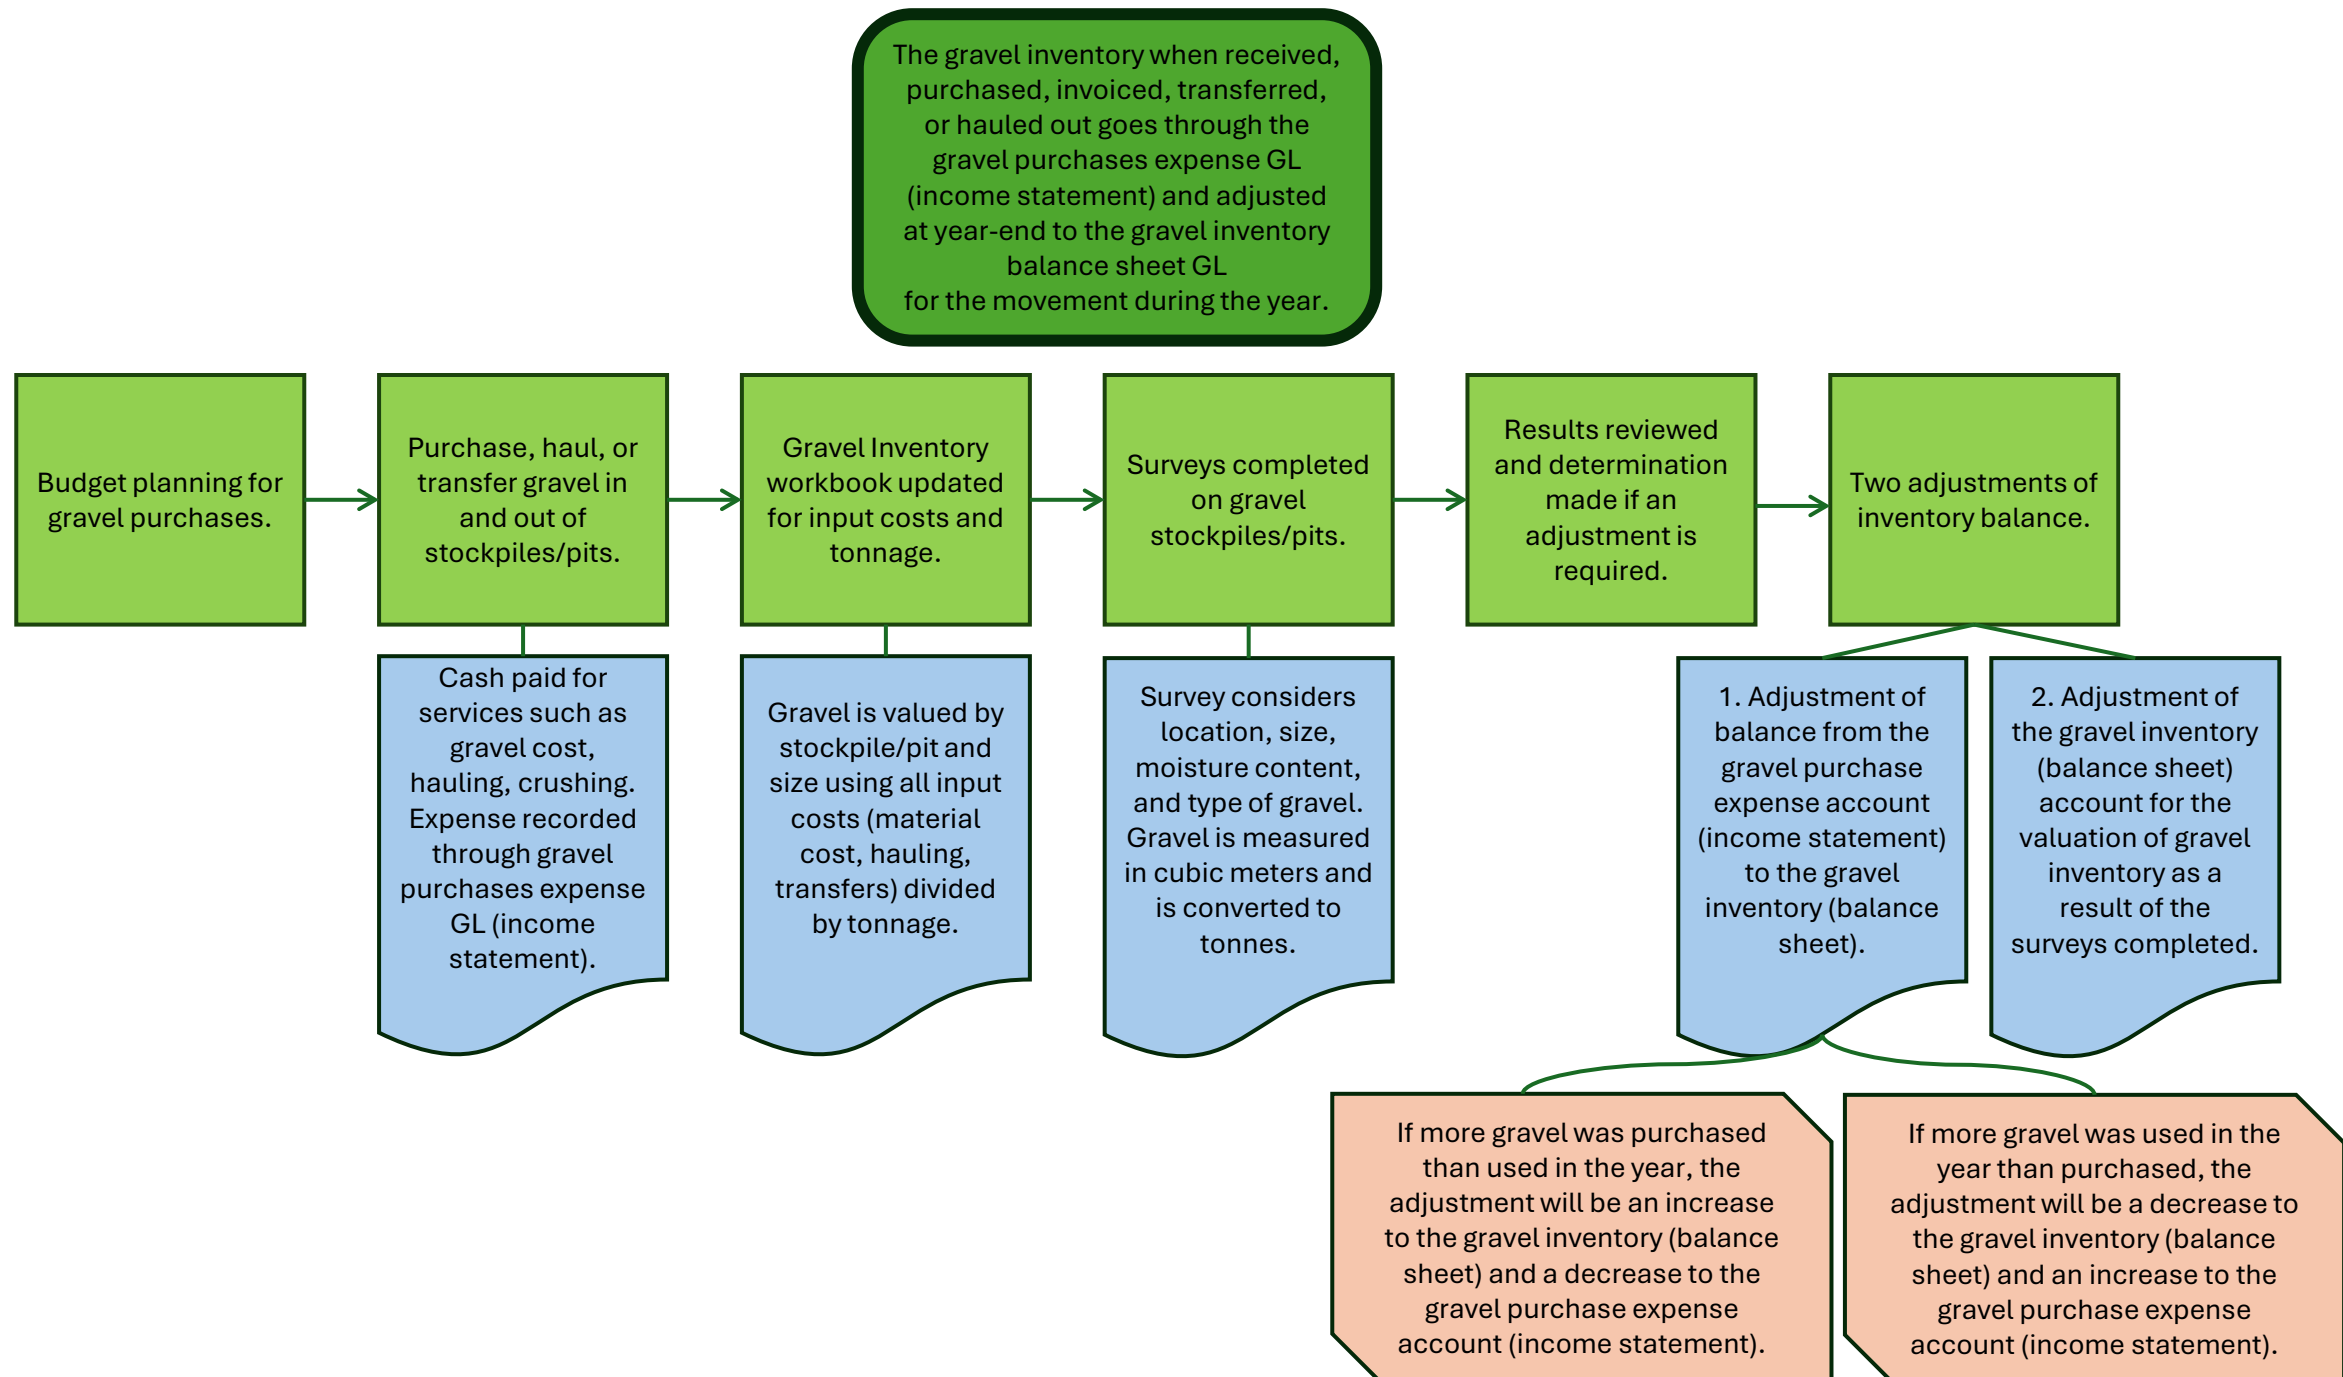 The gravel inventory when received,
purchased, invoiced, transferred,
or hauled out goes through the
gravel purchases expense GL
(income statement) and adjusted
at year-end to the gravel inventory
balance sheet GL
for the movement during the year.
Budget planning for
gravel purchases.
Purchase, haul, or
transfer gravel in
and out of
stockpiles/pits.
Gravel Inventory
workbook updated
for input costs and
tonnage.
Surveys completed
on gravel
stockpiles/pits.
Results reviewed
and determination
made if an
adjustment is
required.
Two adjustments of
inventory balance.
Cash paid for
services such as
gravel cost,
hauling, crushing.
Expense recorded
through gravel
purchases expense
GL (income
statement).
Gravel is valued by
stockpile/pit and
size using all input
costs (material
cost, hauling,
transfers) divided
by tonnage.
Survey considers
location, size,
moisture content,
and type of gravel.
Gravel is measured
in cubic meters and
is converted to
tonnes.
1. Adjustment of
balance from the
gravel purchase
expense account
(income statement)
to the gravel
inventory (balance
sheet).
2. Adjustment of
the gravel inventory
(balance sheet)
account for the
valuation of gravel
inventory as a
result of the
surveys completed.
If more gravel was purchased
than used in the year, the
adjustment will be an increase
to the gravel inventory (balance
sheet) and a decrease to the
gravel purchase expense
account (income statement).
If more gravel was used in the
year than purchased, the
adjustment will be a decrease to
the gravel inventory (balance
sheet) and an increase to the
gravel purchase expense
account (income statement).